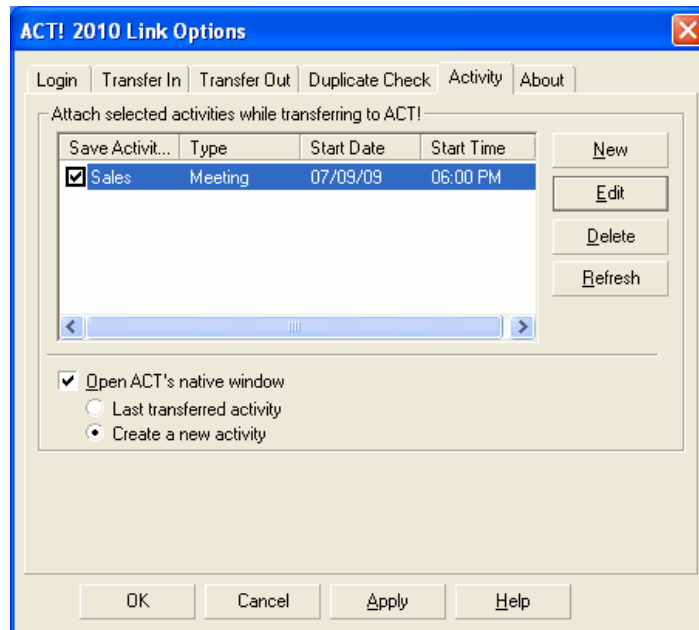 ACT! 2010 Link Options
Login Transfer In Transfer Out Duplicate Check Activity About
Attach selected activities while transferring to ACT!
Save Activit... Type Start Date Start Time
Sales Meeting 07/09/09 06:00 PM
New
Edit
Delete
Refresh
Open ACT's native window
Last transferred activity
Create a new activity
OK Cancel Apply Help